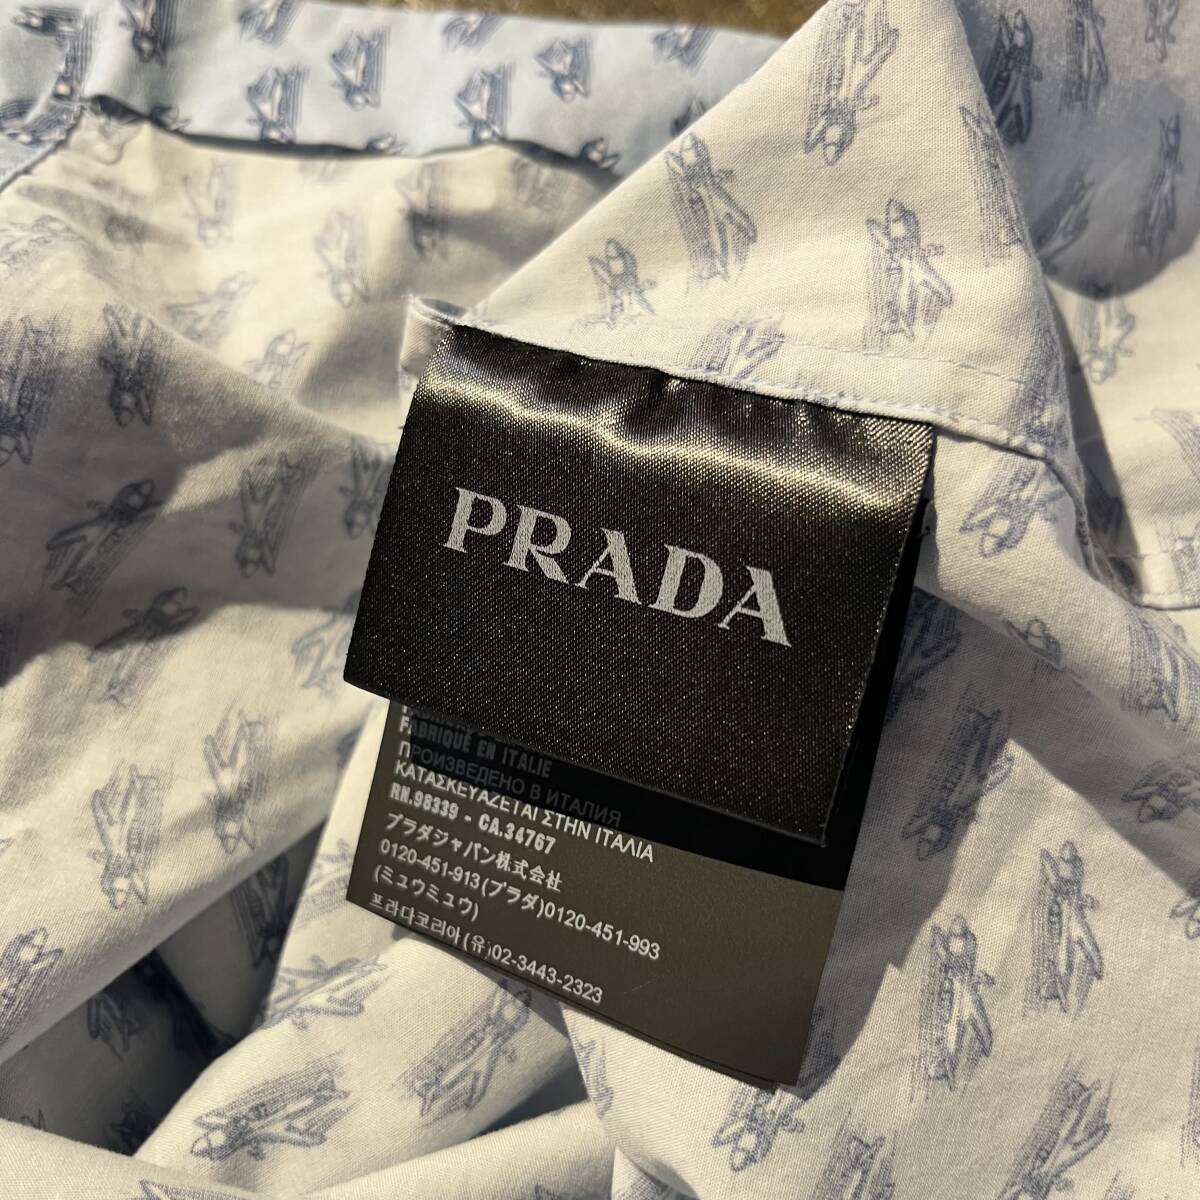 PRADA
FABRIQUÉ EN ITALIE
ПРОИЗВЕДЕНО В ИТАЛИЯ
ΚΑΤΑΣΚΕΥΑΖΕΤΑΙ ΣΤΗΝ ΙΤΑΛΙΑ
RN.98339 - CA.34767
プラダジャパン株式会社
0120-451-913(プラダ)0120-451-993
(ミュウミュウ)
프라다코리아(유)02-3443-2323